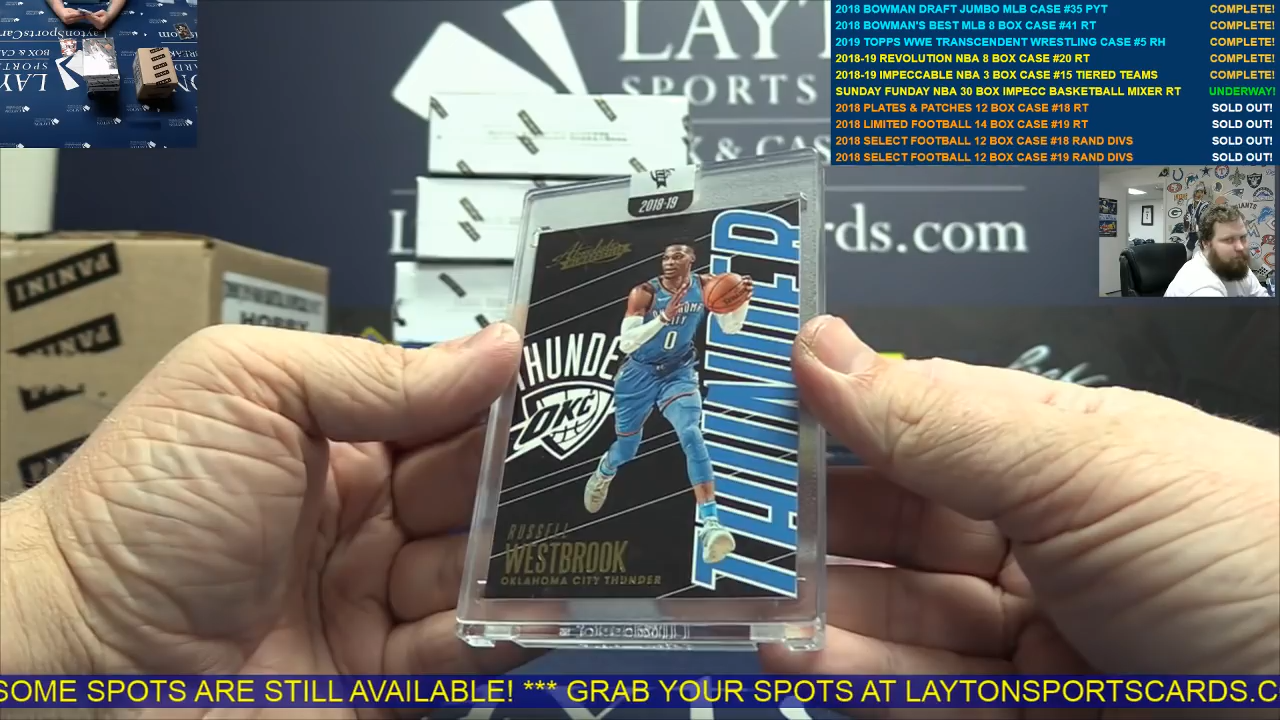 2018 BOWMAN DRAFT JUMBO MLB CASE #35 PYT COMPLETE!
2018 BOWMAN'S BEST MLB 8 BOX CASE #41 RT COMPLETE!
2019 TOPPS WWE TRANSCENDENT WRESTLING CASE #5 RH COMPLETE!
2018-19 REVOLUTION NBA 8 BOX CASE #20 RT COMPLETE!
2018-19 IMPECCABLE NBA 3 BOX CASE #15 TIERED TEAMS COMPLETE!
SUNDAY FUNDAY NBA 30 BOX IMPECC BASKETBALL MIXER RT UNDERWAY!
2018 PLATES & PATCHES 12 BOX CASE #18 RT SOLD OUT!
2018 LIMITED FOOTBALL 14 BOX CASE #19 RT SOLD OUT!
2018 SELECT FOOTBALL 12 BOX CASE #18 RAND DIVS SOLD OUT!
2018 SELECT FOOTBALL 12 BOX CASE #19 RAND DIVS SOLD OUT!
LAYT
SPORTS
& CA
rds.com
PANINI
HOBBY
2018-19
Absolute
THUNDER
OKLAHOMA
CITY
0
THUNDE
OKC
RUSSELL
WESTBROOK
OKLAHOMA CITY THUNDER
SOME SPOTS ARE STILL AVAILABLE! *** GRAB YOUR SPOTS AT LAYTONSPORTSCARDS.C